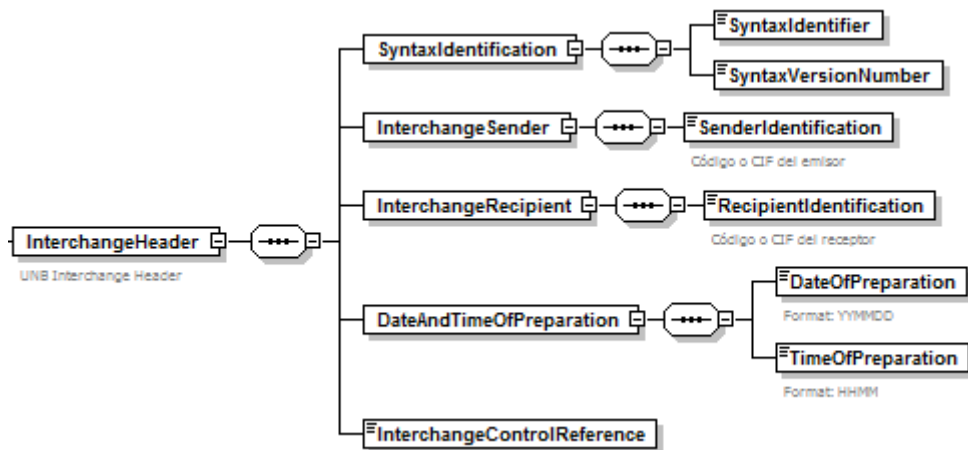 SyntaxIdentifier
SyntaxIdentification
SyntaxVersionNumber
InterchangeSender
SenderIdentification
Código o CIF del emisor
InterchangeRecipient
RecipientIdentification
Código o CIF del receptor
InterchangeHeader
UNB Interchange Header
DateOfPreparation
Format: YYMMDD
DateAndTimeOfPreparation
TimeOfPreparation
Format: HHMM
InterchangeControlReference